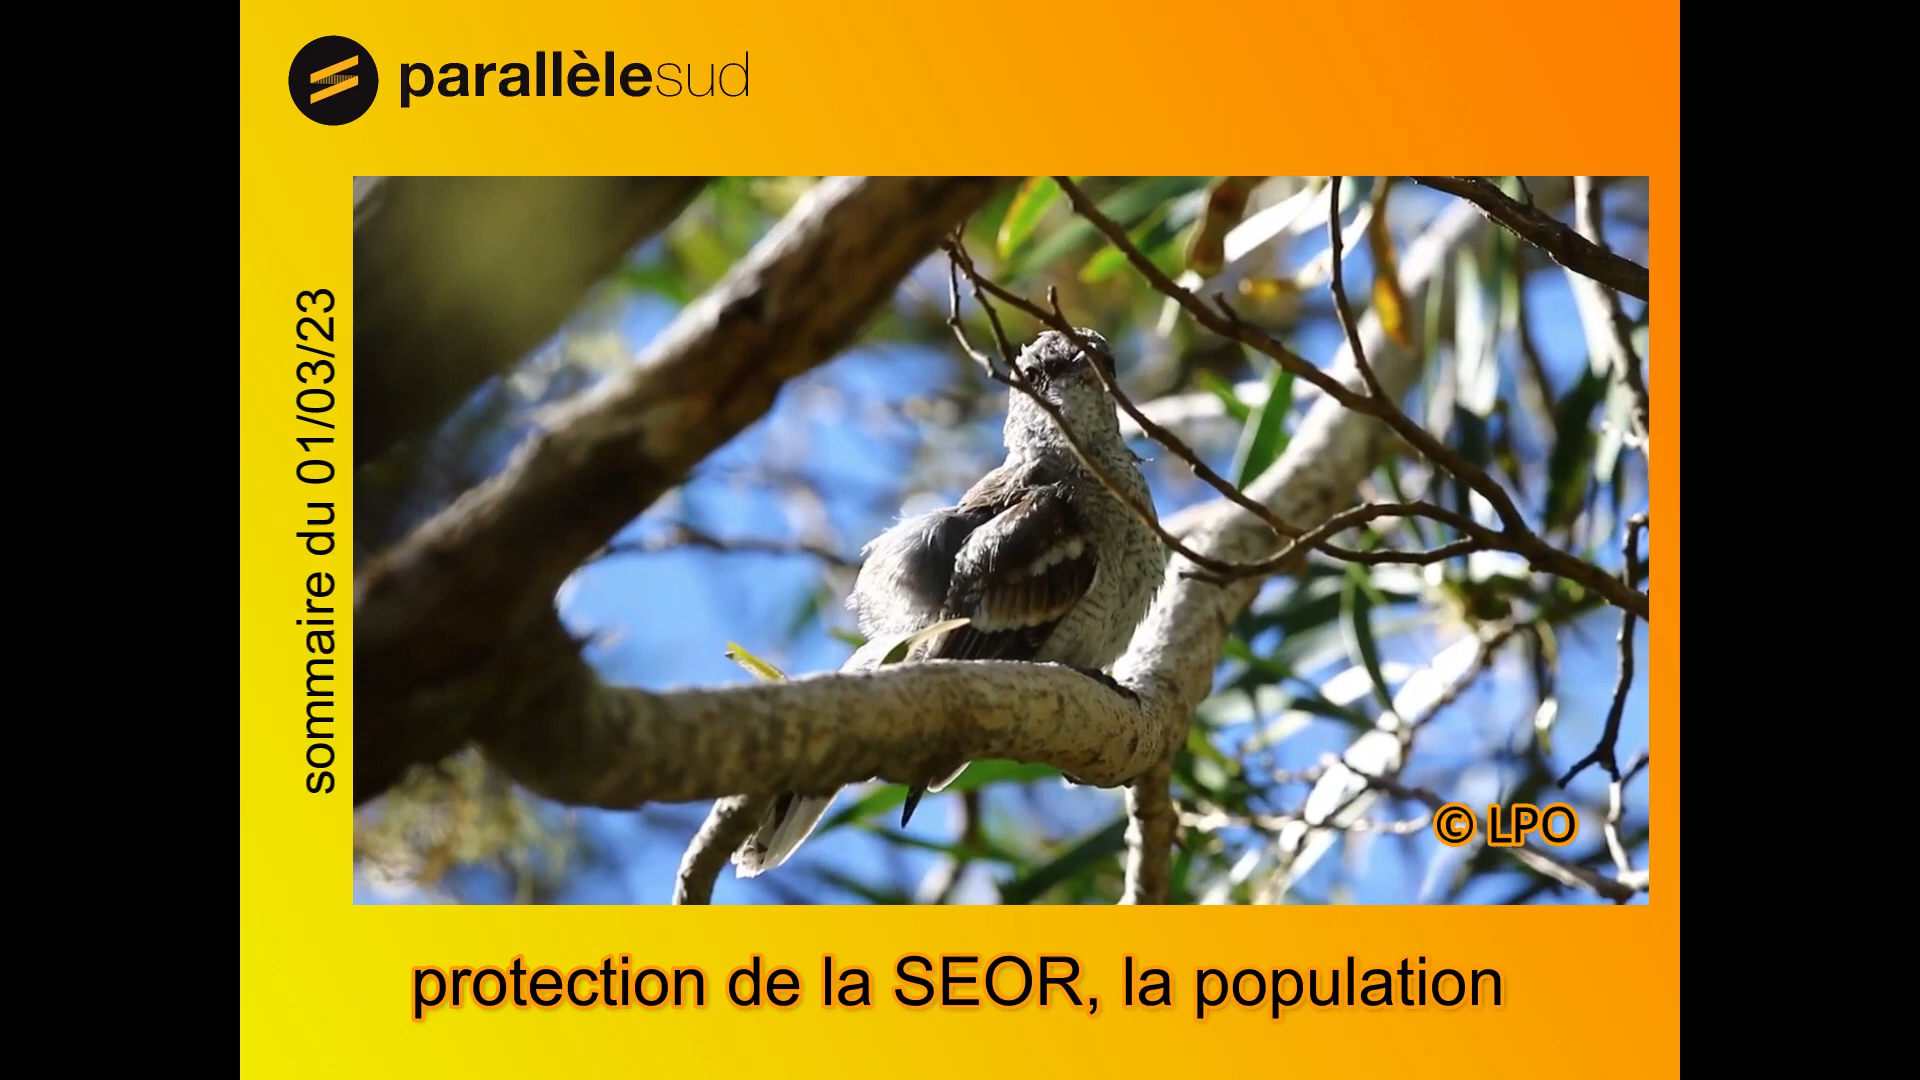 parallèlesud
sommaire du 01/03/23
© LPO
protection de la SEOR, la population